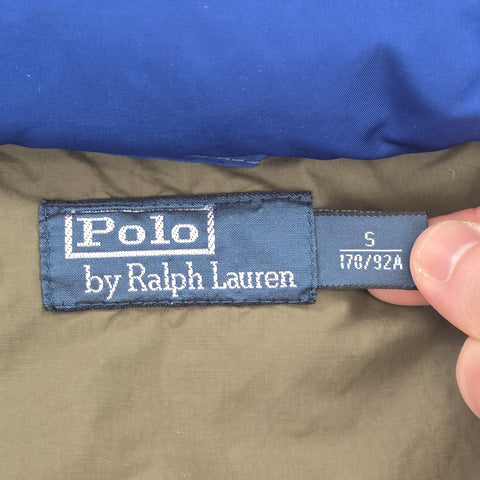 Polo
by Ralph Lauren
S
170/92A